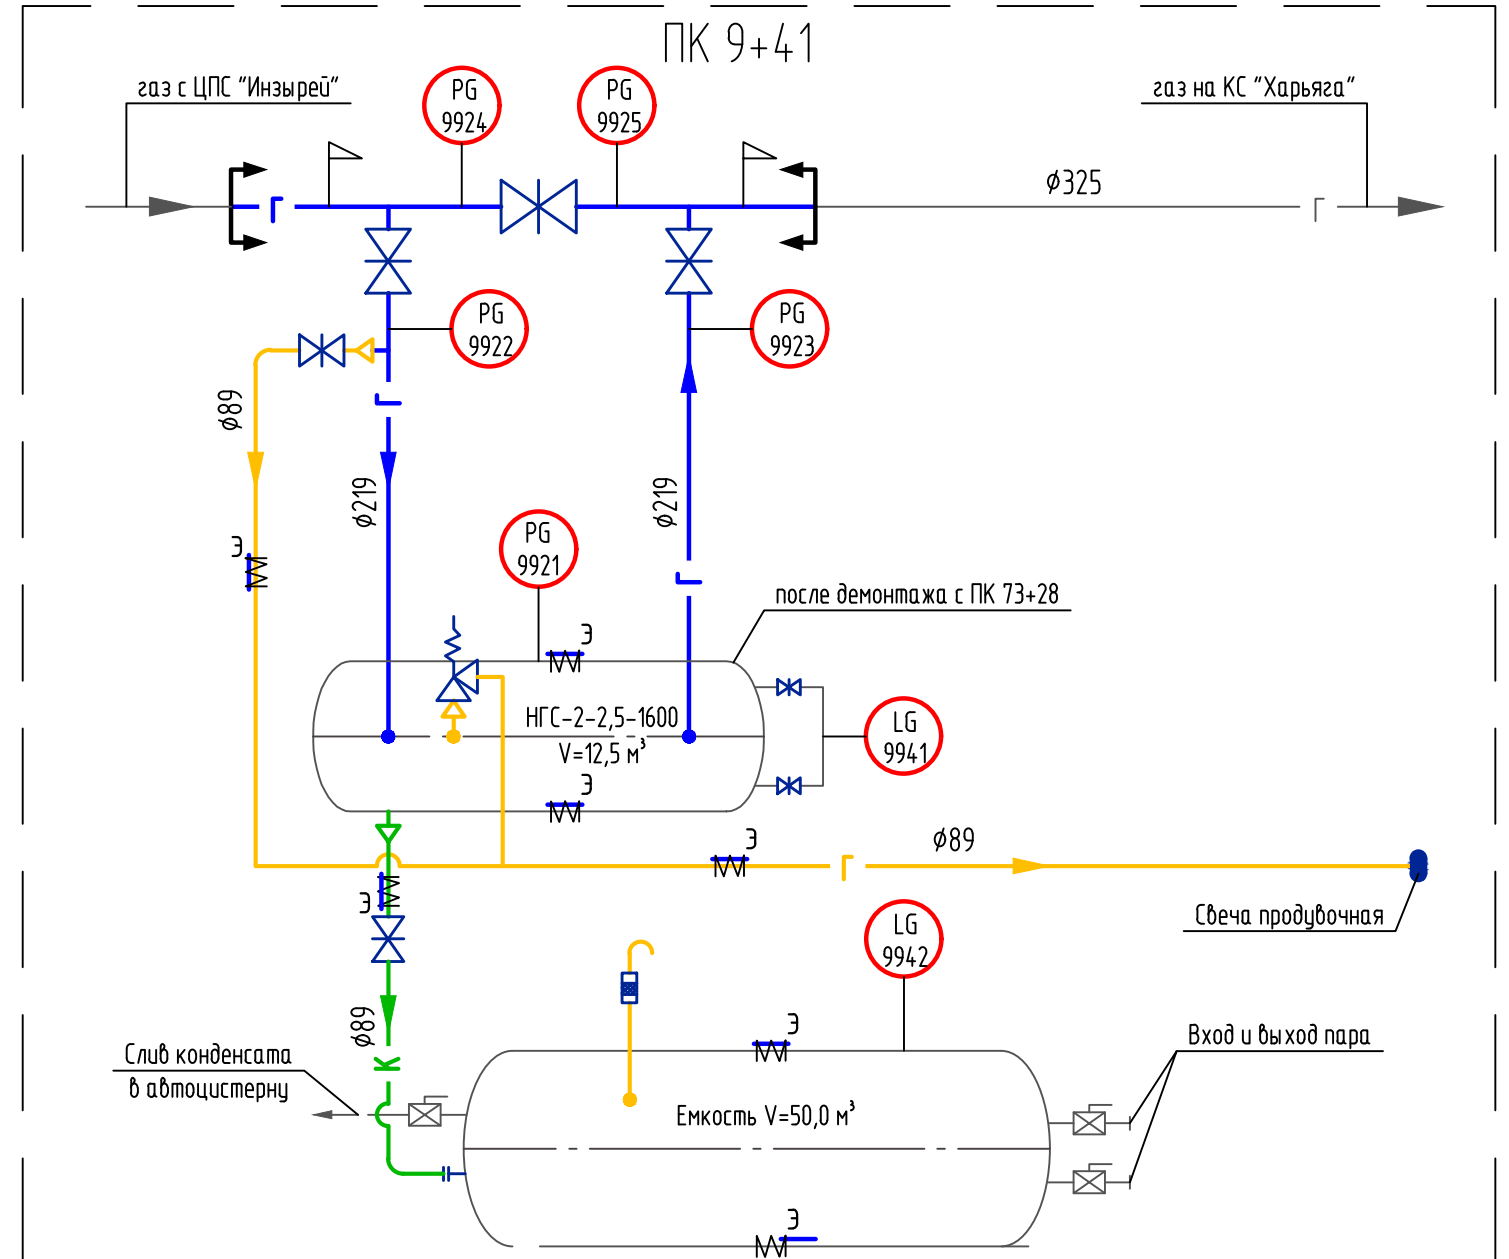 ПК 9+41
газ с ЦПС "Инзырей"
PG
9924
PG
9925
газ на КС "Харьяга"
Г
ϕ325
Г
PG
9922
PG
9923
ϕ89
Г
ϕ219
ϕ219
Э
PG
9921
Г
после демонтажа с ПК 73+28
Э
НГС-2-2,5-1600
V=12,5 м³
LG
9941
Э
Э
Г
ϕ89
Э
Свеча продувочная
LG
9942
ϕ89
К
Слив конденсата
в автоцистерну
Э
Вход и выход пара
Емкость V=50,0 м³
Э